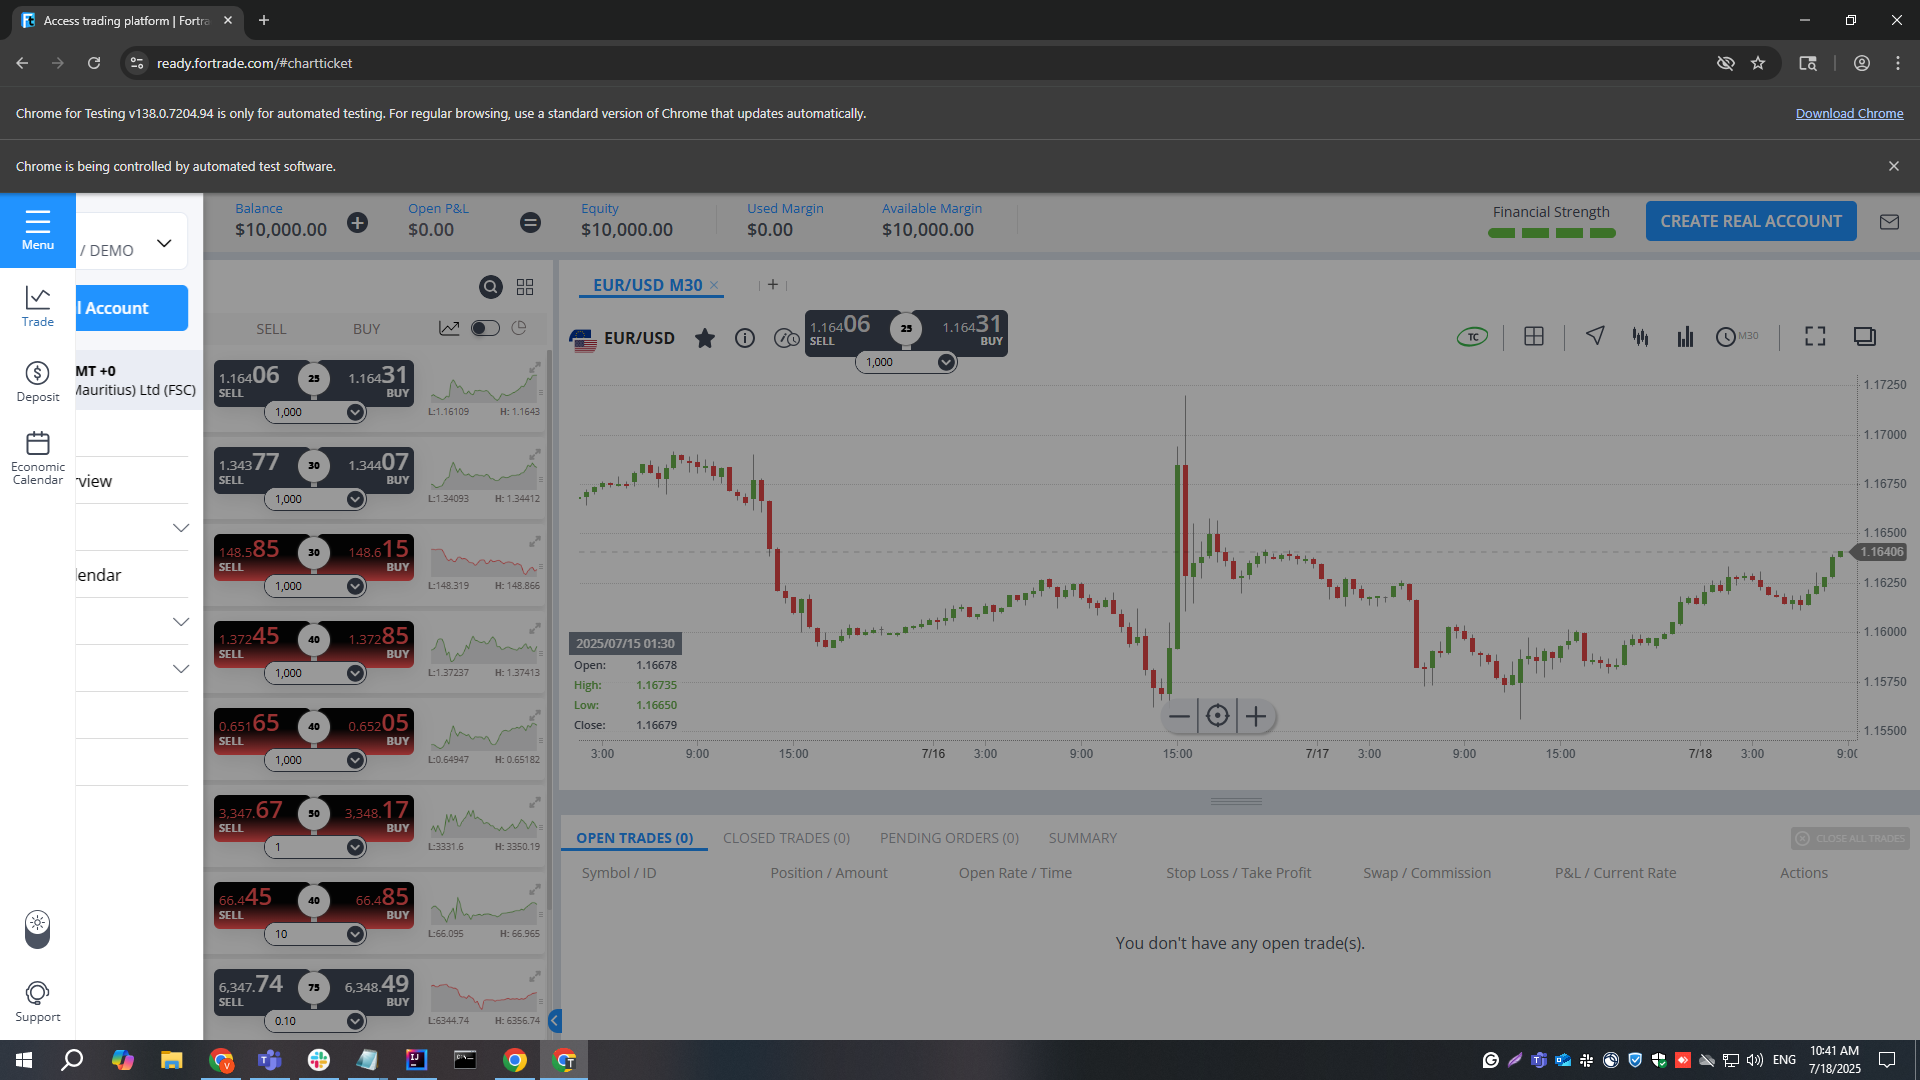 Access trading platform | Fortra
ready.fortrade.com/#chartticket
Chrome for Testing v138.0.7204.94 is only for automated testing. For regular browsing, use a standard version of Chrome that updates automatically.
Download Chrome
Chrome is being controlled by automated test software.
Menu
Trade
Deposit
Economic
Calendar
Support
/ DEMO
l Account
MT +0
Mauritius) Ltd (FSC)
rview
lendar
Balance
$10,000.00
Open P&L
$0.00
Equity
$10,000.00
Used Margin
$0.00
Available Margin
$10,000.00
Financial Strength
CREATE REAL ACCOUNT
SELL BUY
1.16406 25 1.16431
SELL BUY
1,000
L:1.16109 H: 1.1643
1.34377 30 1.34407
SELL BUY
1,000
L:1.34093 H: 1.34412
148.585 30 148.615
SELL BUY
1,000
L:148.319 H: 148.866
1.37245 40 1.37285
SELL BUY
1,000
L:1.37237 H: 1.37413
0.65165 40 0.65205
SELL BUY
1,000
L:0.64947 H: 0.65182
3,347.67 50 3,348.17
SELL BUY
1
L:3331.6 H: 3350.19
66.445 40 66.485
SELL BUY
10
L:66.095 H: 66.965
6,347.74 75 6,348.49
SELL BUY
0.10
L:6344.74 H: 6356.74
EUR/USD M30
EUR/USD
1.16406 25 1.16431
SELL BUY
1,000
TC
M30
1.17250
1.17000
1.16750
1.16500
1.16406
1.16250
1.16000
1.15750
1.15500
2025/07/15 01:30
Open: 1.16678
High: 1.16735
Low: 1.16650
Close: 1.16679
3:00 9:00 15:00 7/16 3:00 9:00 15:00 7/17 3:00 9:00 15:00 7/18 3:00 9:00
OPEN TRADES (0) CLOSED TRADES (0) PENDING ORDERS (0) SUMMARY
CLOSE ALL TRADES
Symbol / ID Position / Amount Open Rate / Time Stop Loss / Take Profit Swap / Commission P&L / Current Rate Actions
You don't have any open trade(s).
ENG
10:41 AM
7/18/2025